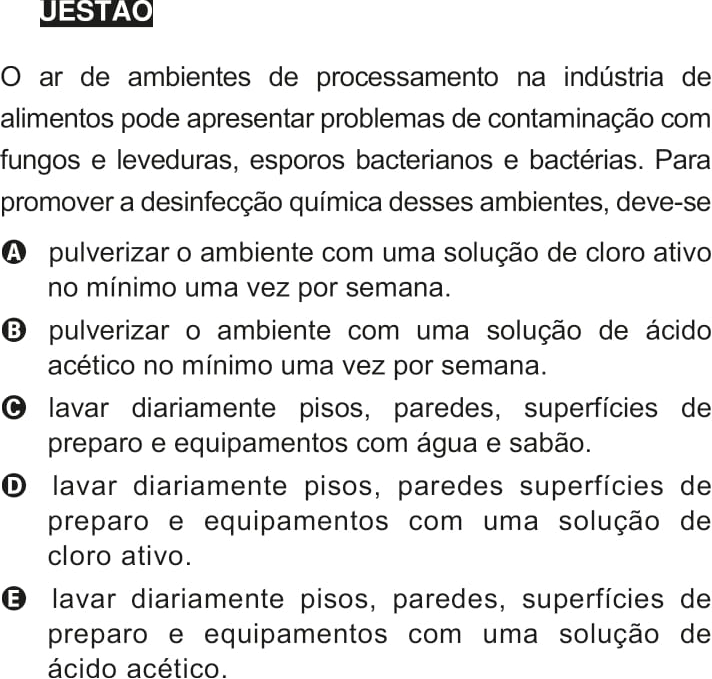 UESTÃO
O ar de ambientes de processamento na indústria de
alimentos pode apresentar problemas de contaminação com
fungos e leveduras, esporos bacterianos e bactérias. Para
promover a desinfecção química desses ambientes, deve-se
A pulverizar o ambiente com uma solução de cloro ativo
no mínimo uma vez por semana.
B pulverizar o ambiente com uma solução de ácido
acético no mínimo uma vez por semana.
C lavar diariamente pisos, paredes, superfícies de
preparo e equipamentos com água e sabão.
D lavar diariamente pisos, paredes superfícies de
preparo e equipamentos com uma solução de
cloro ativo.
E lavar diariamente pisos, paredes, superfícies de
preparo e equipamentos com uma solução de
ácido acético.